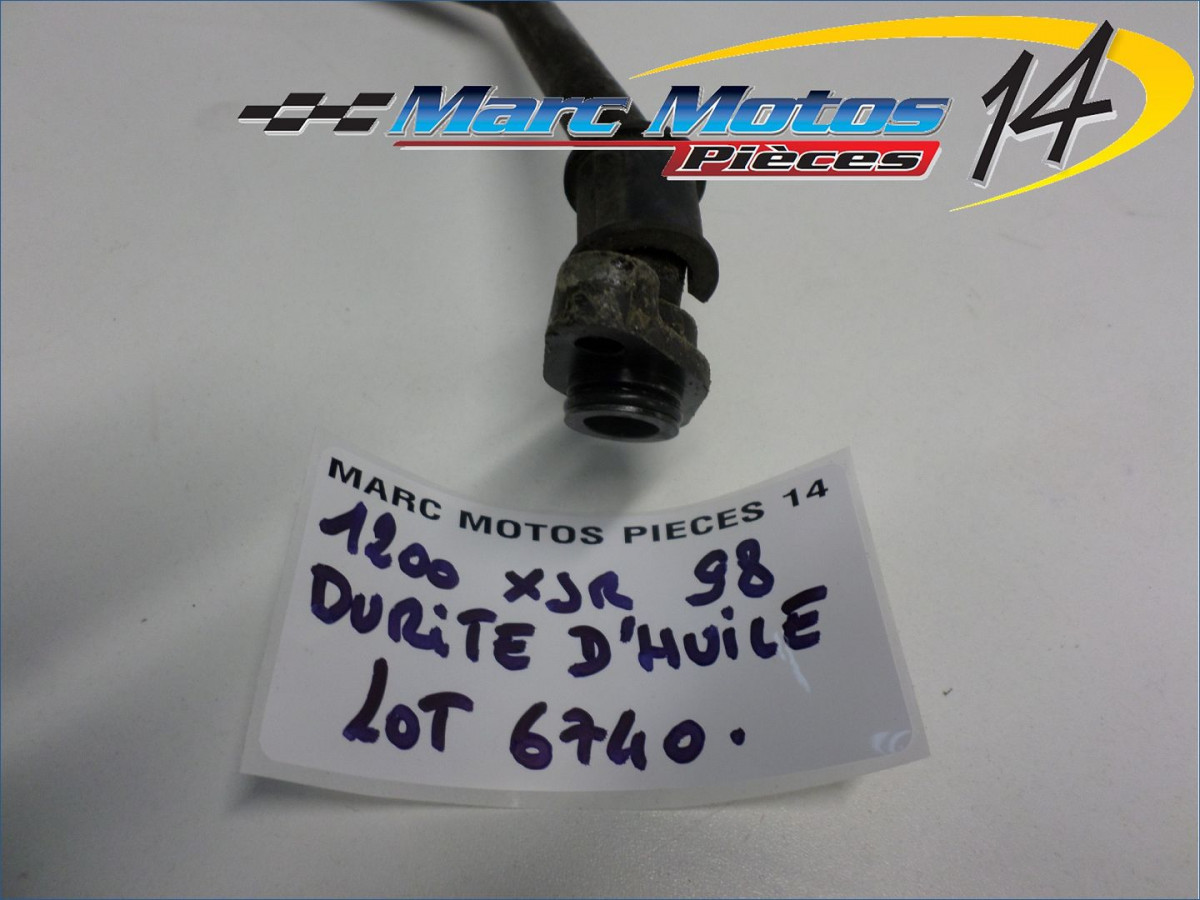 Marc Motos 14
Pièces
MARC MOTOS PIECES 14
1200 XJR 98
DURiTE D'HUiLE
LOT 6740.